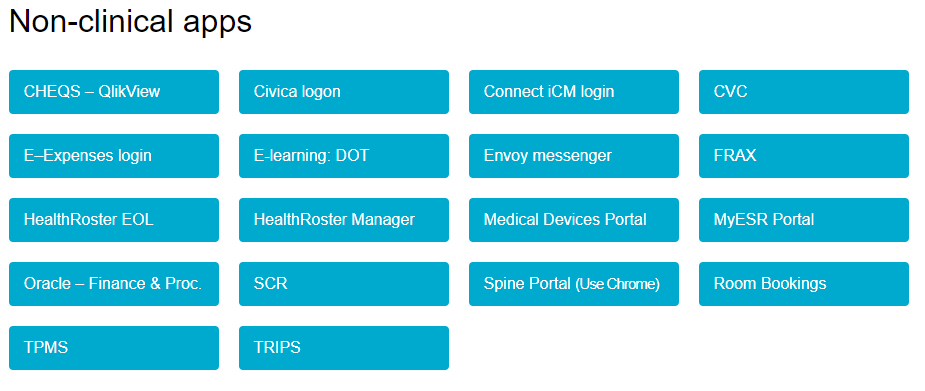 Non-clinical apps
CHEQS – QlikView
Civica logon
Connect iCM login
CVC
E–Expenses login
E-learning: DOT
Envoy messenger
FRAX
HealthRoster EOL
HealthRoster Manager
Medical Devices Portal
MyESR Portal
Oracle – Finance & Proc.
SCR
Spine Portal (Use Chrome)
Room Bookings
TPMS
TRIPS